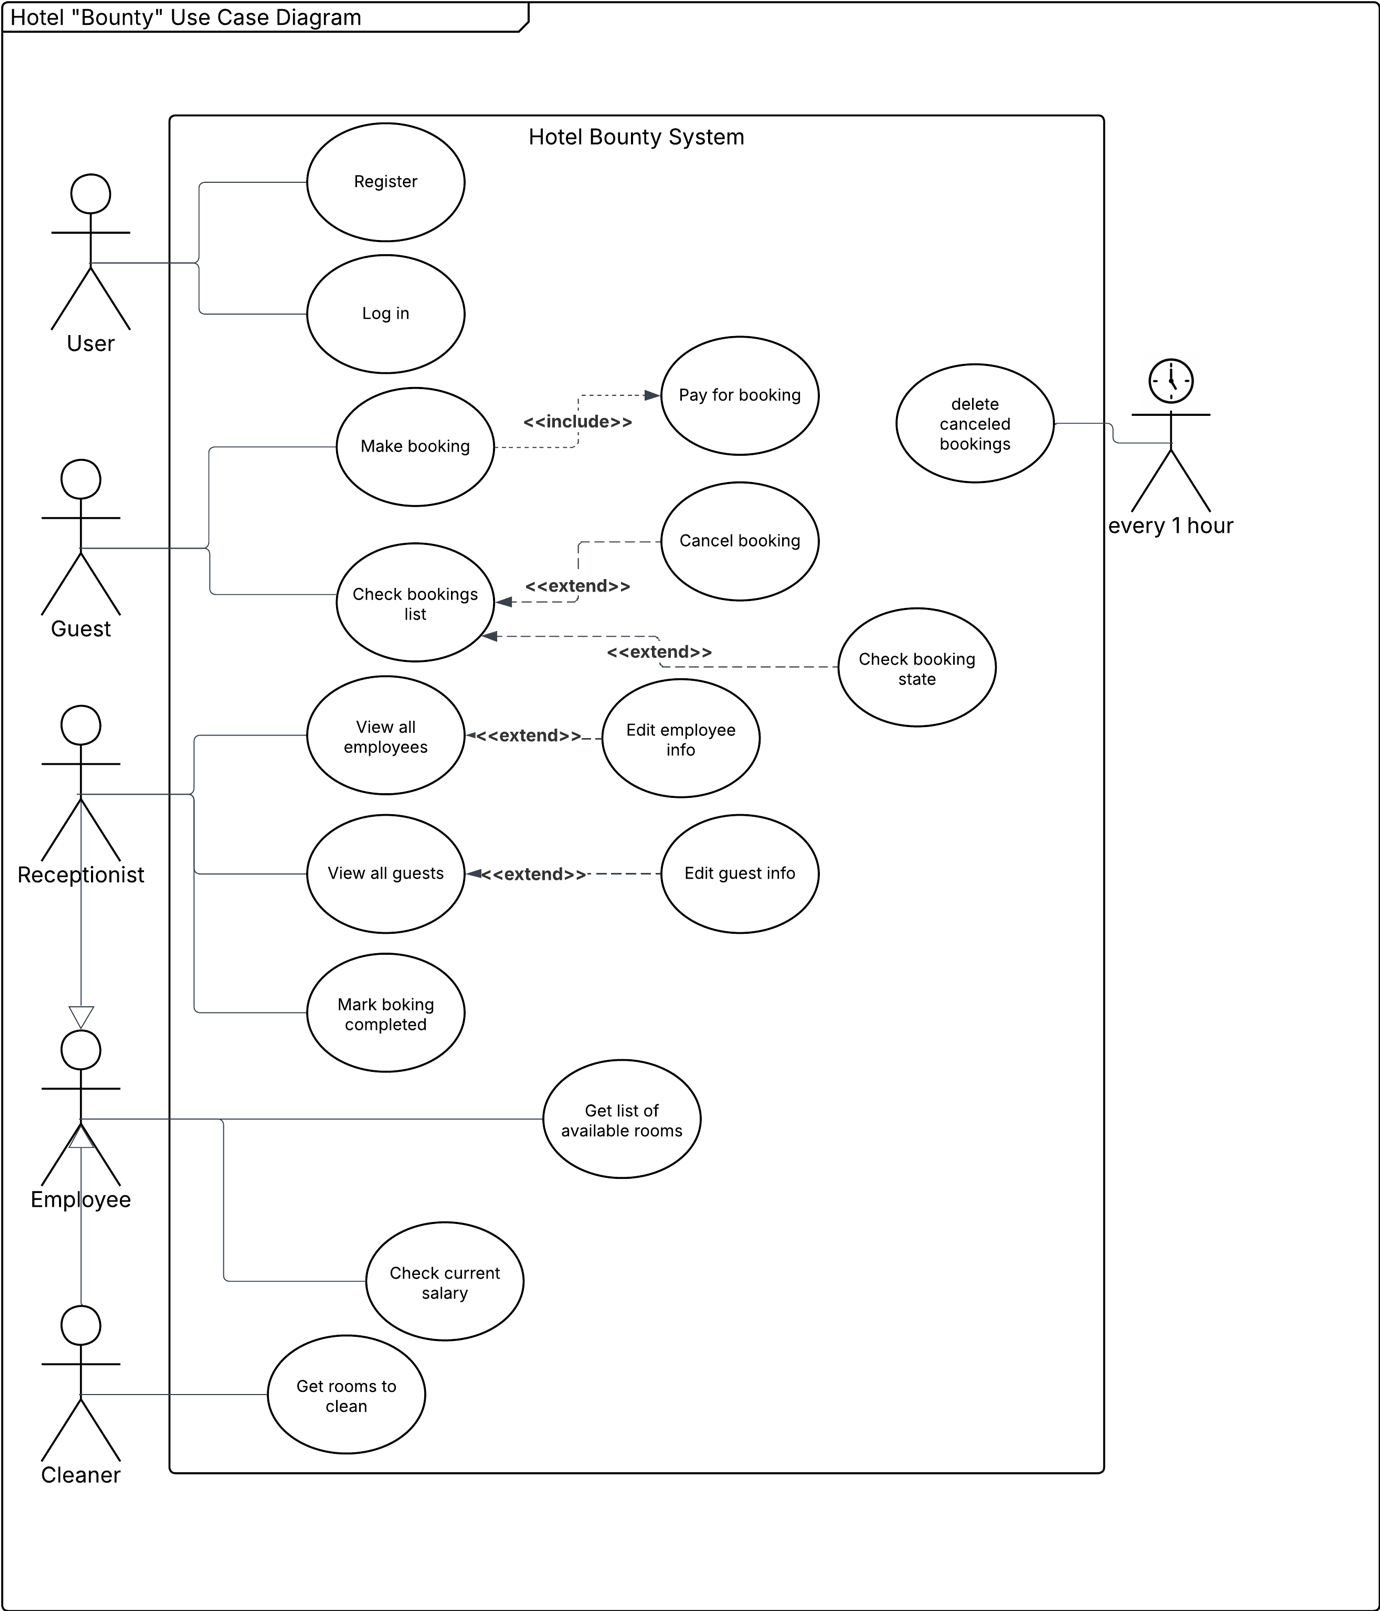 Hotel "Bounty" Use Case Diagram
Hotel Bounty System
Register
User
Log in
Make booking
<<include>>
Pay for booking
delete
canceled
bookings
every 1 hour
Guest
Check bookings
list
<<extend>>
Cancel booking
<<extend>>
Check booking
state
Receptionist
View all
employees
<<extend>>
Edit employee
info
View all guests
<<extend>>
Edit guest info
Mark boking
completed
Employee
Get list of
available rooms
Check current
salary
Get rooms to
clean
Cleaner